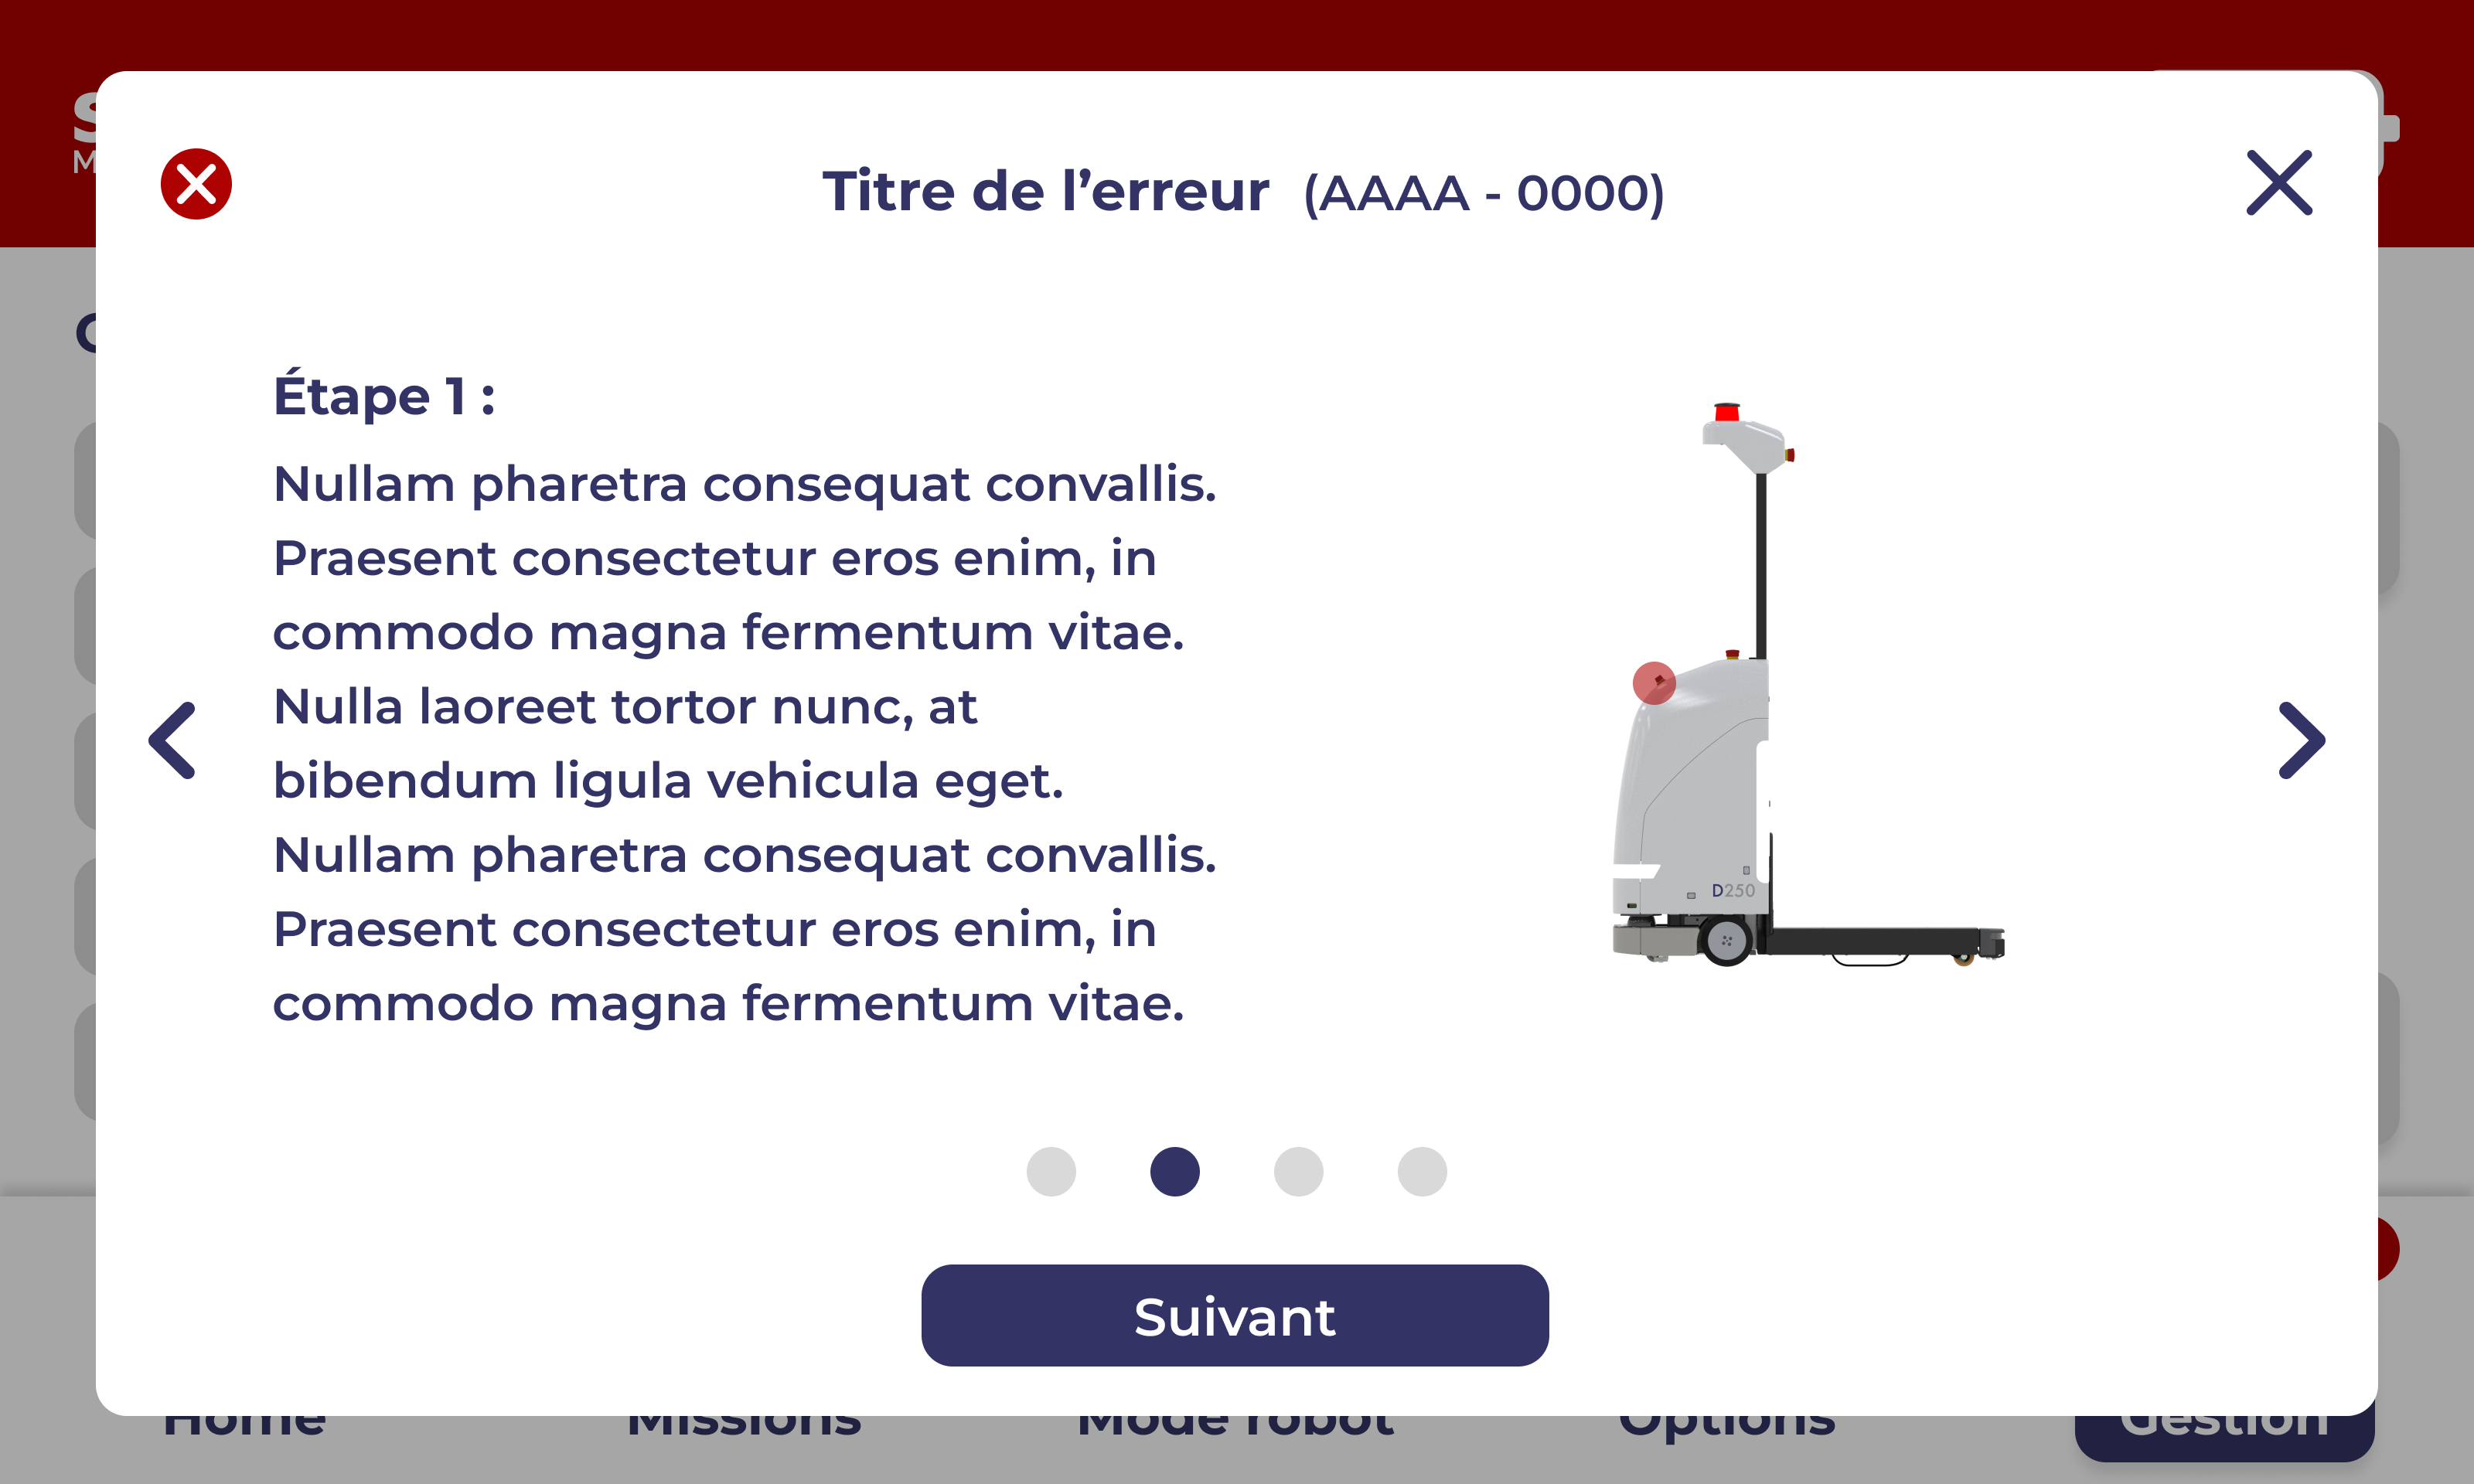 Titre de l’erreur (AAAA - 0000)
Étape 1 :
Nullam pharetra consequat convallis.
Praesent consectetur eros enim, in
commodo magna fermentum vitae.
Nulla laoreet tortor nunc, at
bibendum ligula vehicula eget.
Nullam pharetra consequat convallis.
Praesent consectetur eros enim, in
commodo magna fermentum vitae.
D250
Suivant
Home Missions Mode robot Options Gestion